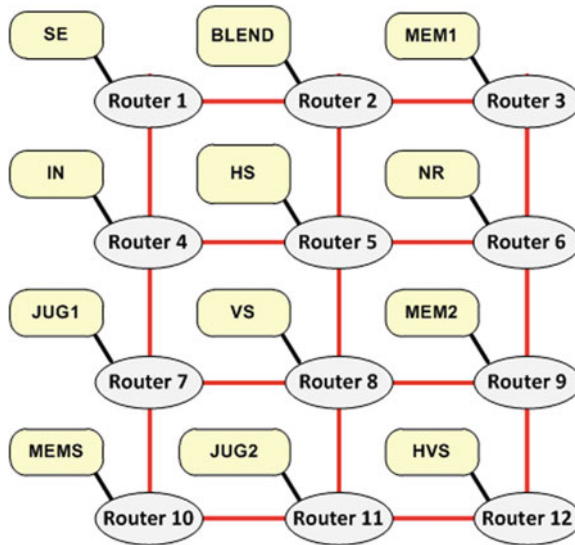 SE
BLEND
MEM1
Router 1
Router 2
Router 3
IN
HS
NR
Router 4
Router 5
Router 6
JUG1
VS
MEM2
Router 7
Router 8
Router 9
MEMS
JUG2
HVS
Router 10
Router 11
Router 12